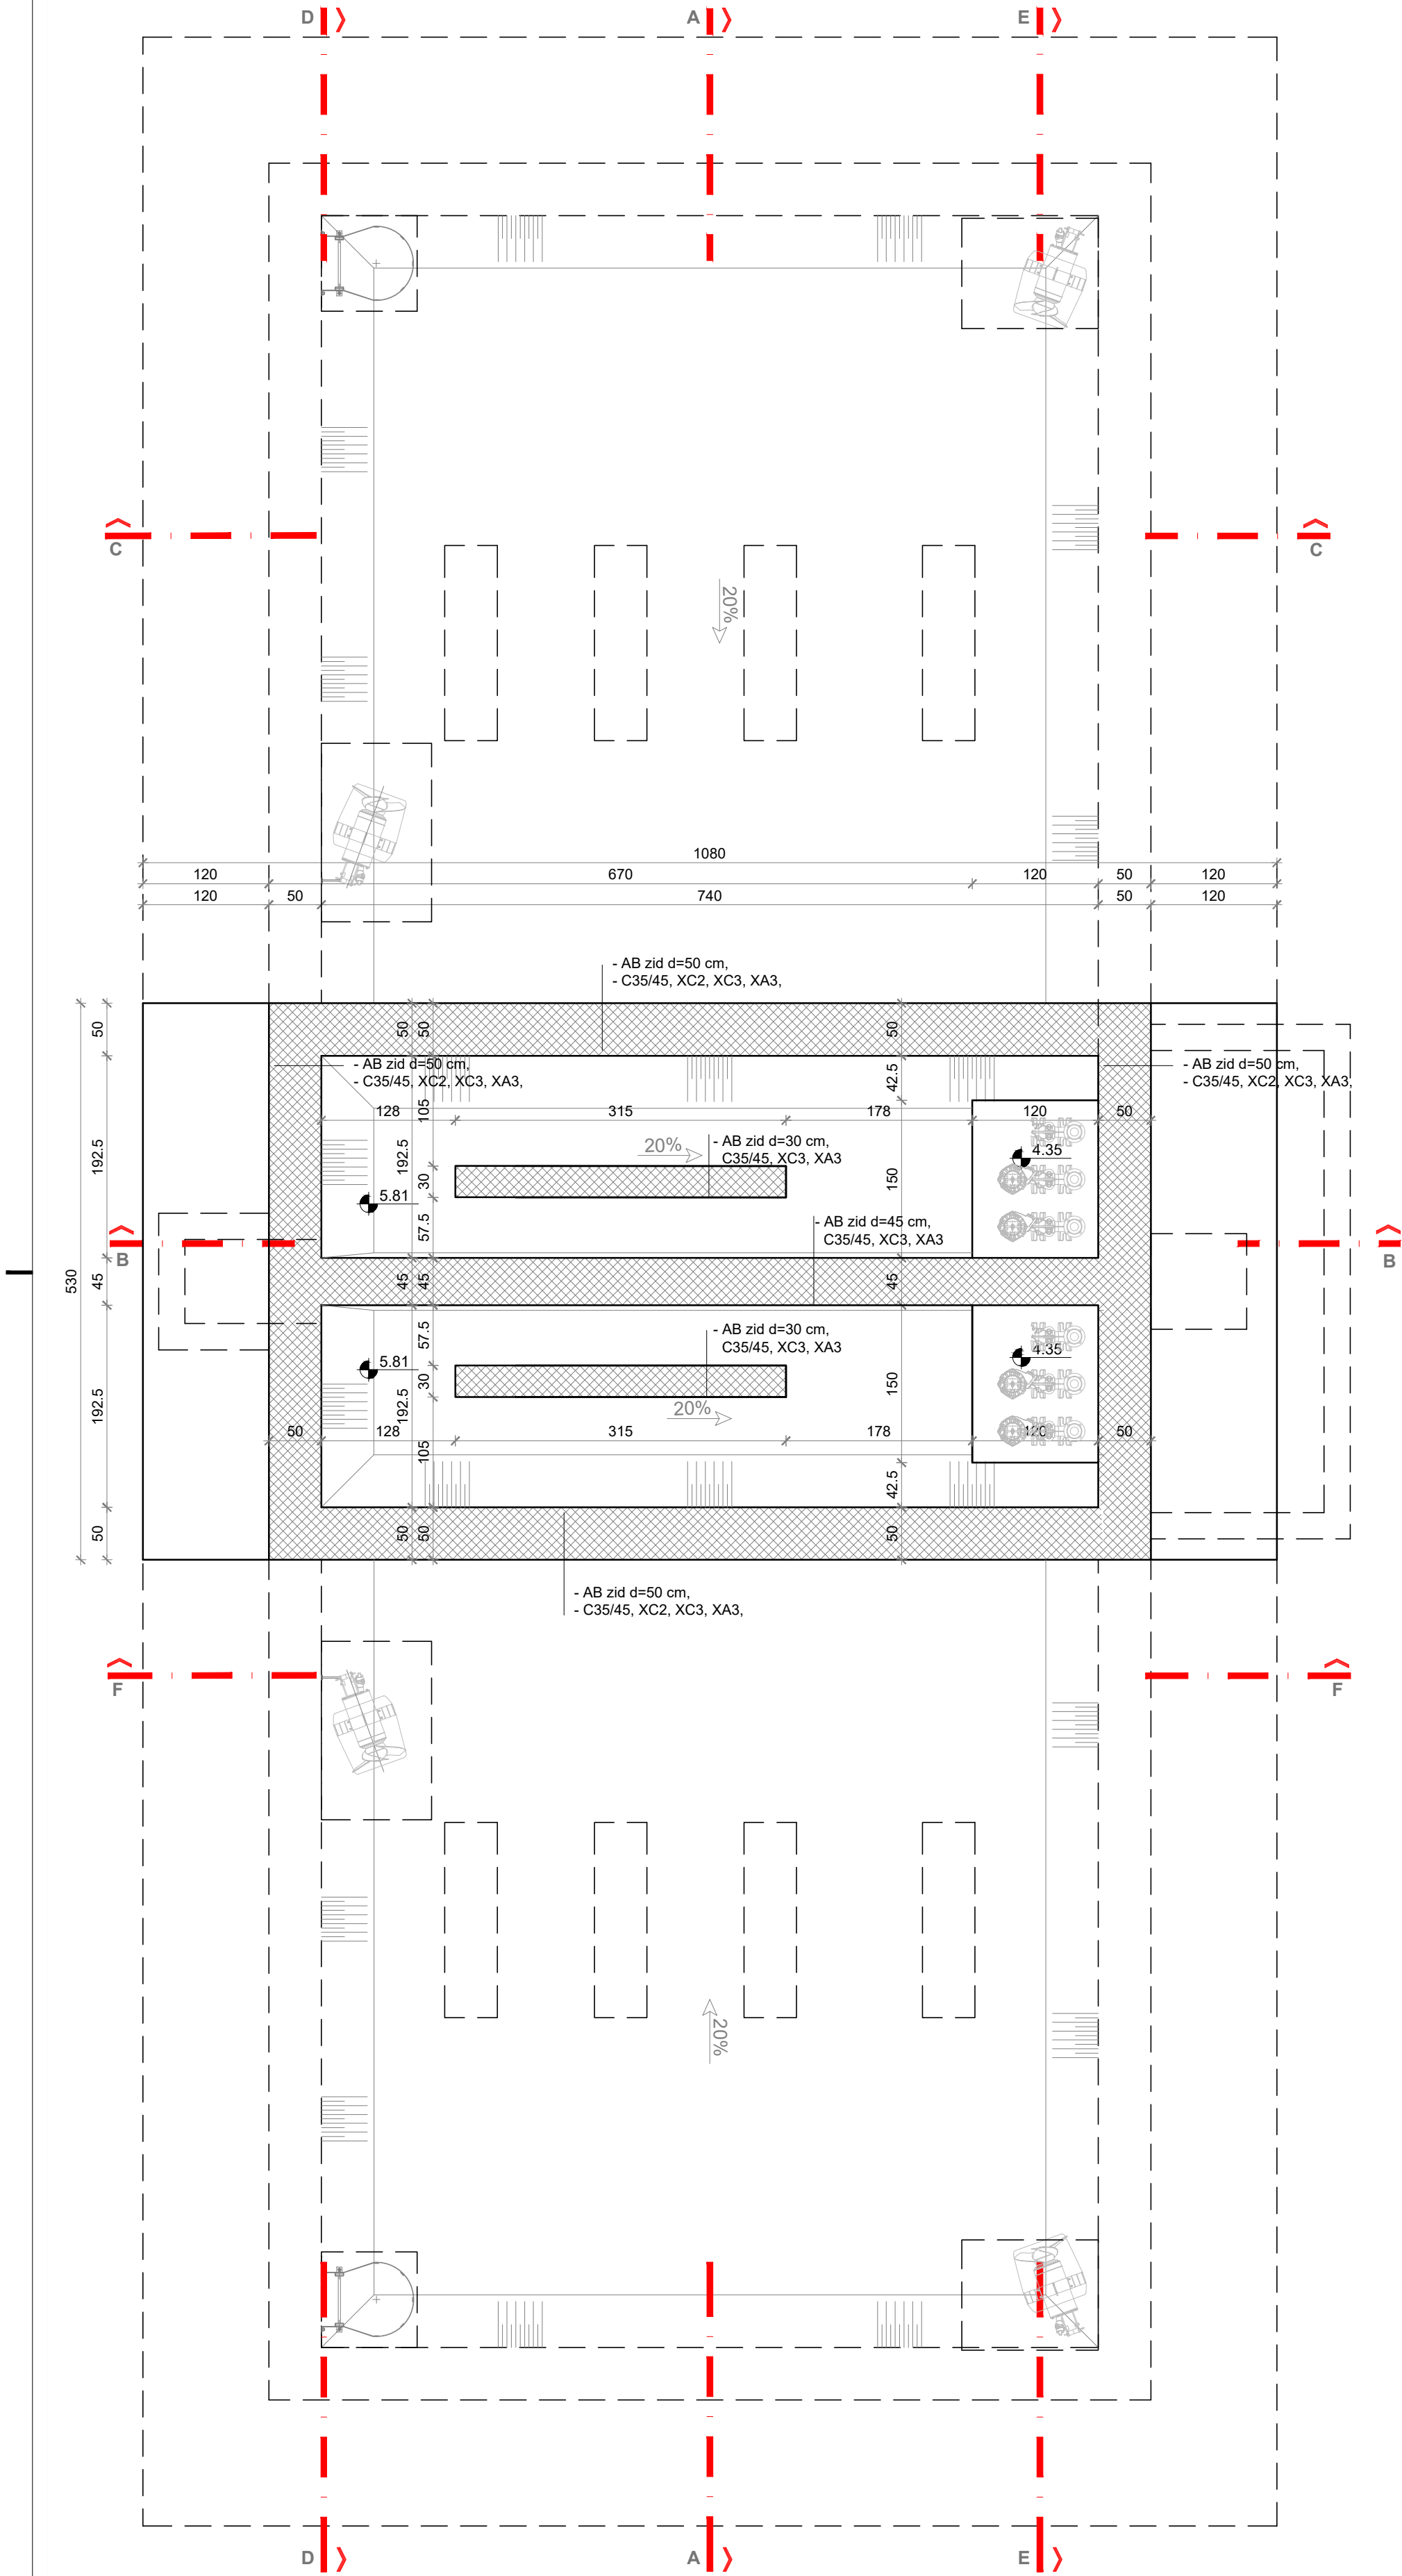 D
A
E
C
C
20%
1080
120
670
120
50
120
120
50
740
50
120
- AB zid d=50 cm,
- C35/45, XC2, XC3, XA3,
50
50
50
50
- AB zid d=50 cm,
- C35/45, XC2, XC3, XA3,
- AB zid d=50 cm,
- C35/45, XC2, XC3, XA3,
42.5
105
128
315
178
120
50
192.5
192.5
20%
- AB zid d=30 cm,
C35/45, XC3, XA3
4.35
30
150
5.81
57.5
- AB zid d=45 cm,
C35/45, XC3, XA3
B
B
530
45
45
45
45
57.5
- AB zid d=30 cm,
C35/45, XC3, XA3
4.35
5.81
30
150
192.5
192.5
20%
50
128
315
178
120
50
105
42.5
50
50
50
50
- AB zid d=50 cm,
- C35/45, XC2, XC3, XA3,
F
F
20%
D
A
E